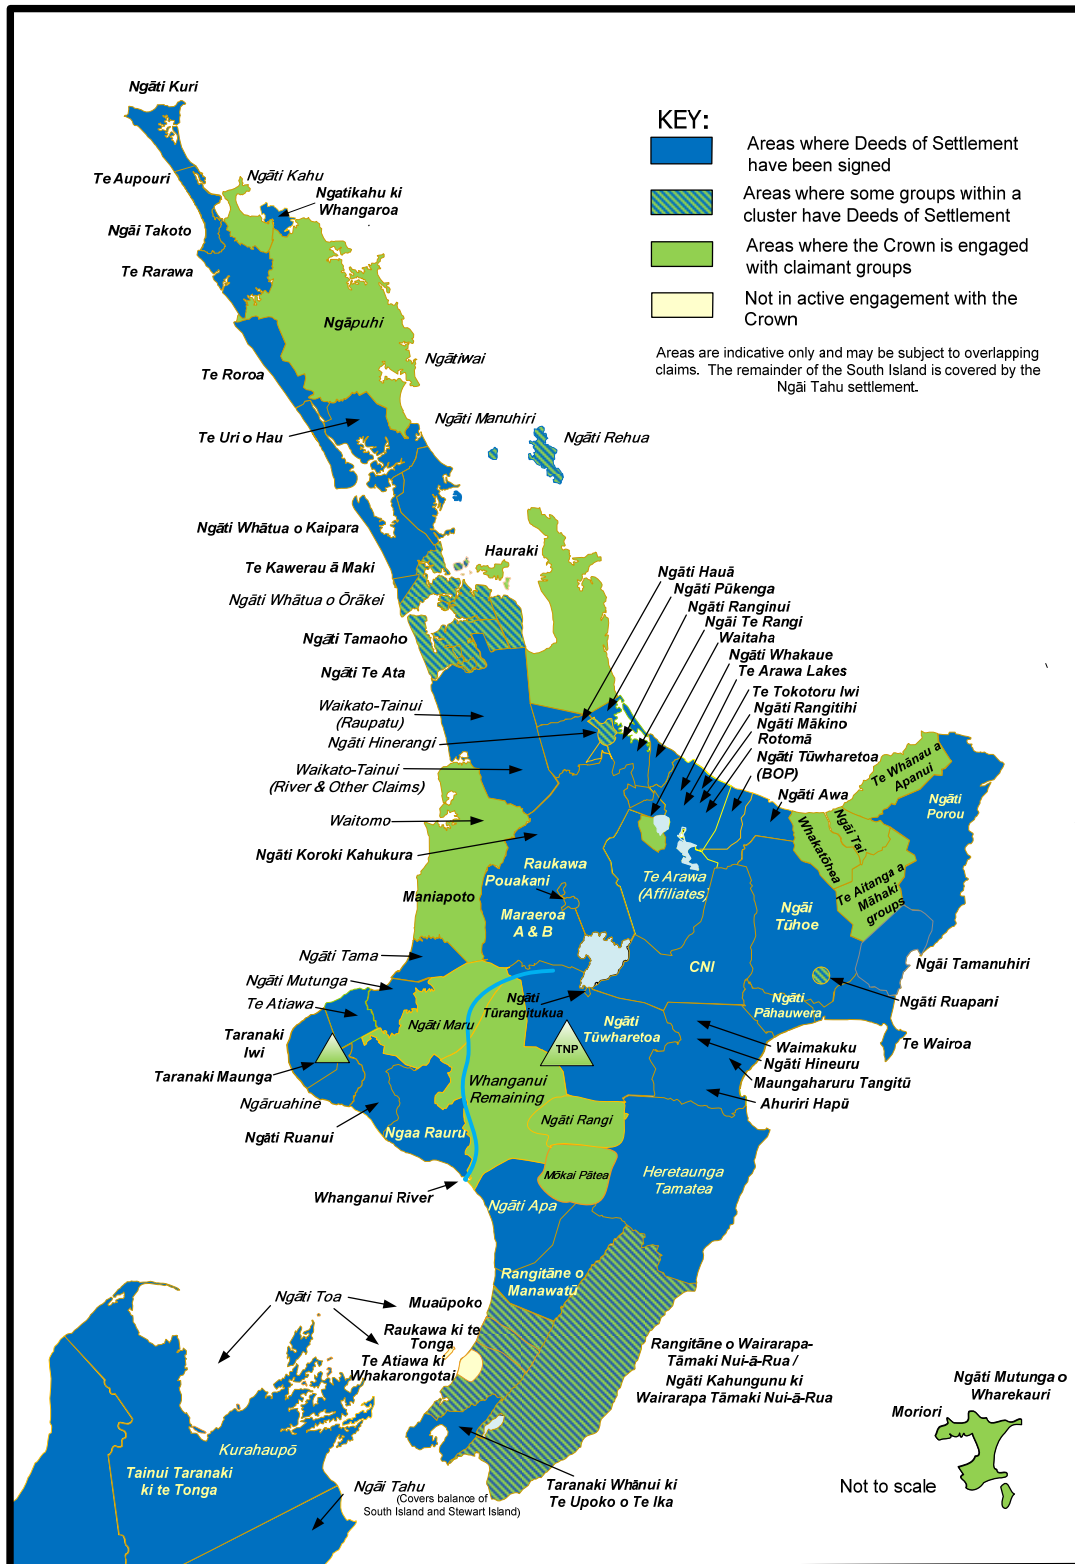 Ngāti Kuri
KEY:
Areas where Deeds of Settlement
have been signed
Areas where some groups within a
cluster have Deeds of Settlement
Areas where the Crown is engaged
with claimant groups
Not in active engagement with the
Crown
Areas are indicative only and may be subject to overlapping
claims. The remainder of the South Island is covered by the
Ngāi Tahu settlement.
Te Aupouri
Ngāti Kahu
Ngatikahu ki
Whangaroa
Ngāi Takoto
Te Rarawa
Ngāpuhi
Ngātiwai
Te Roroa
Ngāti Manuhiri
Te Uri o Hau
Ngāti Rehua
Ngāti Whātua o Kaipara
Hauraki
Te Kawerau ā Maki
Ngāti Whātua o Ōrākei
Ngāti Tamaoho
Ngāti Te Ata
Ngāti Hauā
Ngāti Pūkenga
Ngāti Ranginui
Ngāi Te Rangi
Waitaha
Ngāti Whakaue
Te Arawa Lakes
Te Tokotoru Iwi
Ngāti Rangitihi
Ngāti Mākino
Rotomā
Ngāti Tūwharetoa
(BOP)
Ngāti Awa
Waikato-Tainui
(Raupatu)
Ngāti Hinerangi
Waikato-Tainui
(River & Other Claims)
Waitomo
Ngāti Koroki Kahukura
Te Whānau a
Apanui
Ngāti
Porou
Ngāi Tai
Whakatōhea
Te Aitanga a
Māhaki
groups
Raukawa
Pouakani
Maraeroa
A & B
Te Arawa
(Affiliates)
Ngāi
Tūhoe
Maniapoto
CNI
Ngāti Tama
Ngāti Mutunga
Te Atiawa
Ngāti Maru
Ngāti
Tūrangitukua
Ngāti
Tūwharetoa
TNP
Ngāti
Pāhauwera
Ngāi Tamanuhiri
Ngāti Ruapani
Te Wairoa
Taranaki
Iwi
Taranaki Maunga
Ngāruahine
Ngāti Ruanui
Ngaa Rauru
Whanganui
Remaining
Waimakuku
Ngāti Hineuru
Maungaharuru Tangitū
Ahuriri Hapū
Ngāti Rangi
Mōkai Pātea
Heretaunga
Tamatea
Whanganui River
Ngāti Apa
Rangitāne o
Manawatū
Ngāti Toa
Muaūpoko
Raukawa ki te
Tonga
Te Atiawa ki
Whakarongotai
Rangitāne o Wairarapa-
Tāmaki Nui-ā-Rua /
Ngāti Kahungunu ki
Wairarapa Tāmaki Nui-ā-Rua
Ngāti Mutunga o
Wharekauri
Moriori
Not to scale
Kurahaupō
Tainui Taranaki
ki te Tonga
Ngāi Tahu
(Covers balance of
South Island and Stewart Island)
Taranaki Whānui ki
Te Upoko o Te Ika